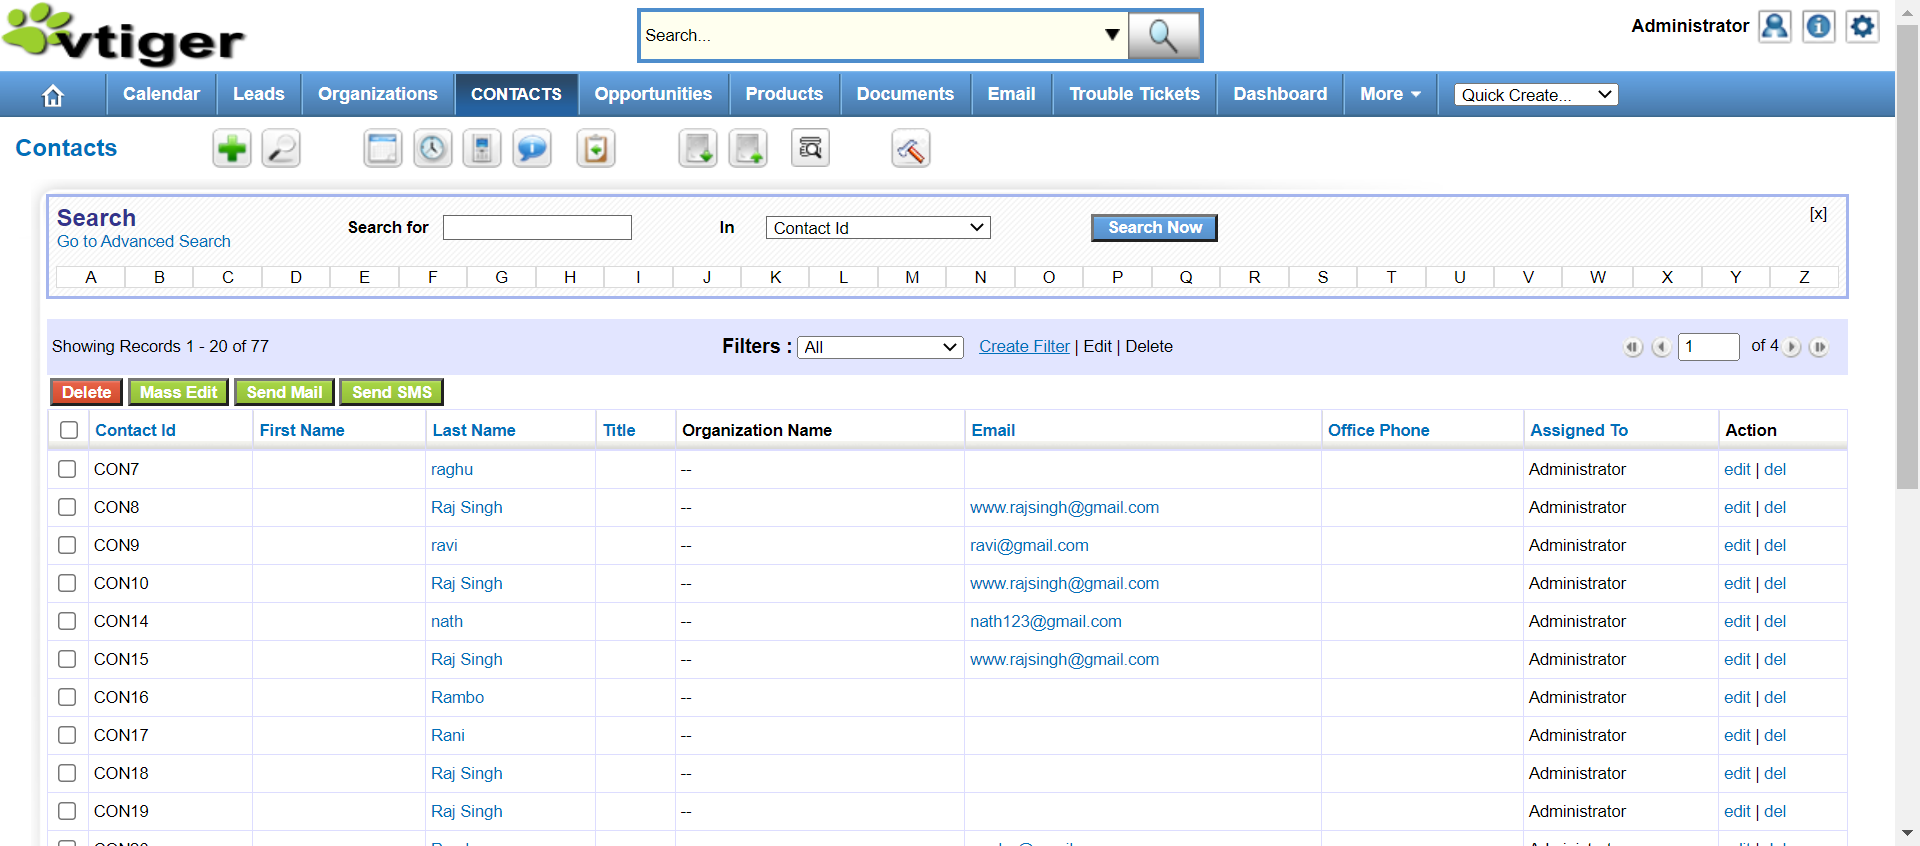 vtiger
Search...
Administrator
Calendar Leads Organizations CONTACTS Opportunities Products Documents Email Trouble Tickets Dashboard More Quick Create...
Contacts
Search
Go to Advanced Search
Search for
In
Contact Id
Search Now
[x]
A B C D E F G H I J K L M N O P Q R S T U V W X Y Z
Showing Records 1 - 20 of 77
Filters : All
Create Filter | Edit | Delete
1 of 4
Delete Mass Edit Send Mail Send SMS
Contact Id First Name Last Name Title Organization Name Email Office Phone Assigned To Action
CON7 raghu -- Administrator edit | del
CON8 Raj Singh -- www.rajsingh@gmail.com Administrator edit | del
CON9 ravi -- ravi@gmail.com Administrator edit | del
CON10 Raj Singh -- www.rajsingh@gmail.com Administrator edit | del
CON14 nath -- nath123@gmail.com Administrator edit | del
CON15 Raj Singh -- www.rajsingh@gmail.com Administrator edit | del
CON16 Rambo -- Administrator edit | del
CON17 Rani -- Administrator edit | del
CON18 Raj Singh -- Administrator edit | del
CON19 Raj Singh -- Administrator edit | del